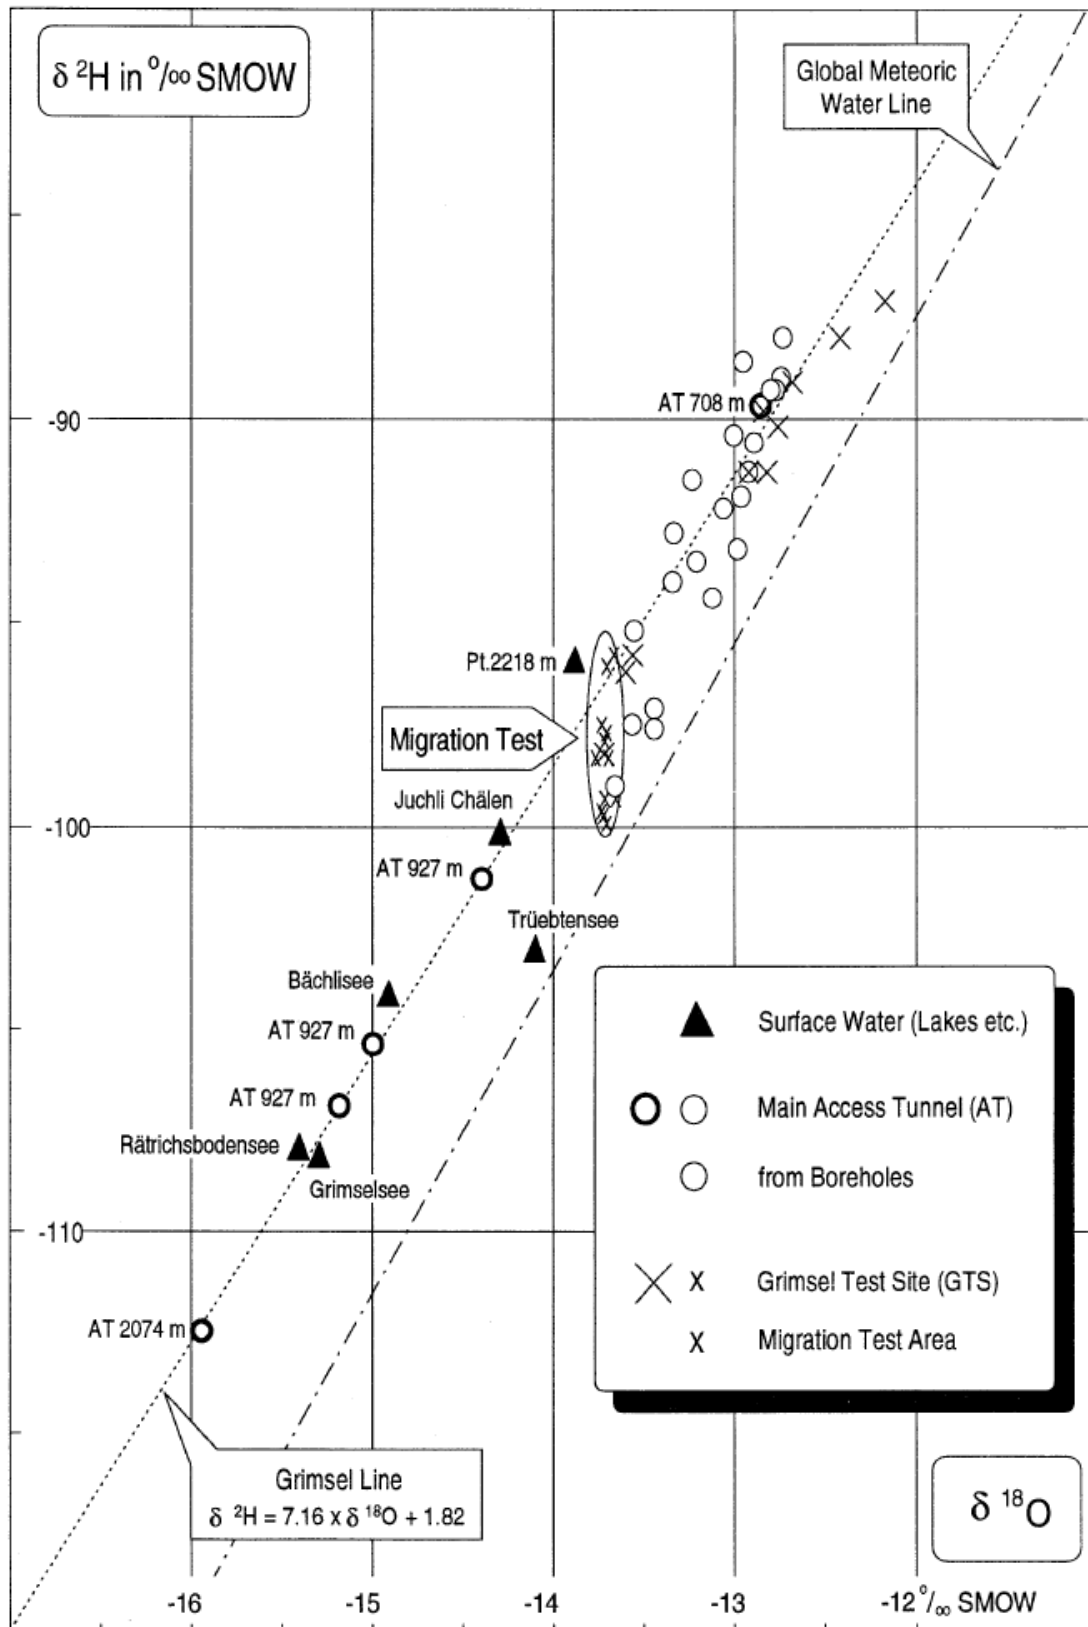 δ ²H in °/∞ SMOW
Global Meteoric
Water Line
-90
AT 708 m
Pt.2218 m
Migration Test
Juchli Chälen
-100
AT 927 m
Trüebtensee
Bächlisee
AT 927 m
AT 927 m
Rätrichsbodensee
Grimselsee
-110
AT 2074 m
Surface Water (Lakes etc.)
Main Access Tunnel (AT)
from Boreholes
Grimsel Test Site (GTS)
Migration Test Area
Grimsel Line
δ ²H = 7.16 x δ ¹⁸O + 1.82
δ ¹⁸O
-16 -15 -14 -13 -12 °/∞ SMOW